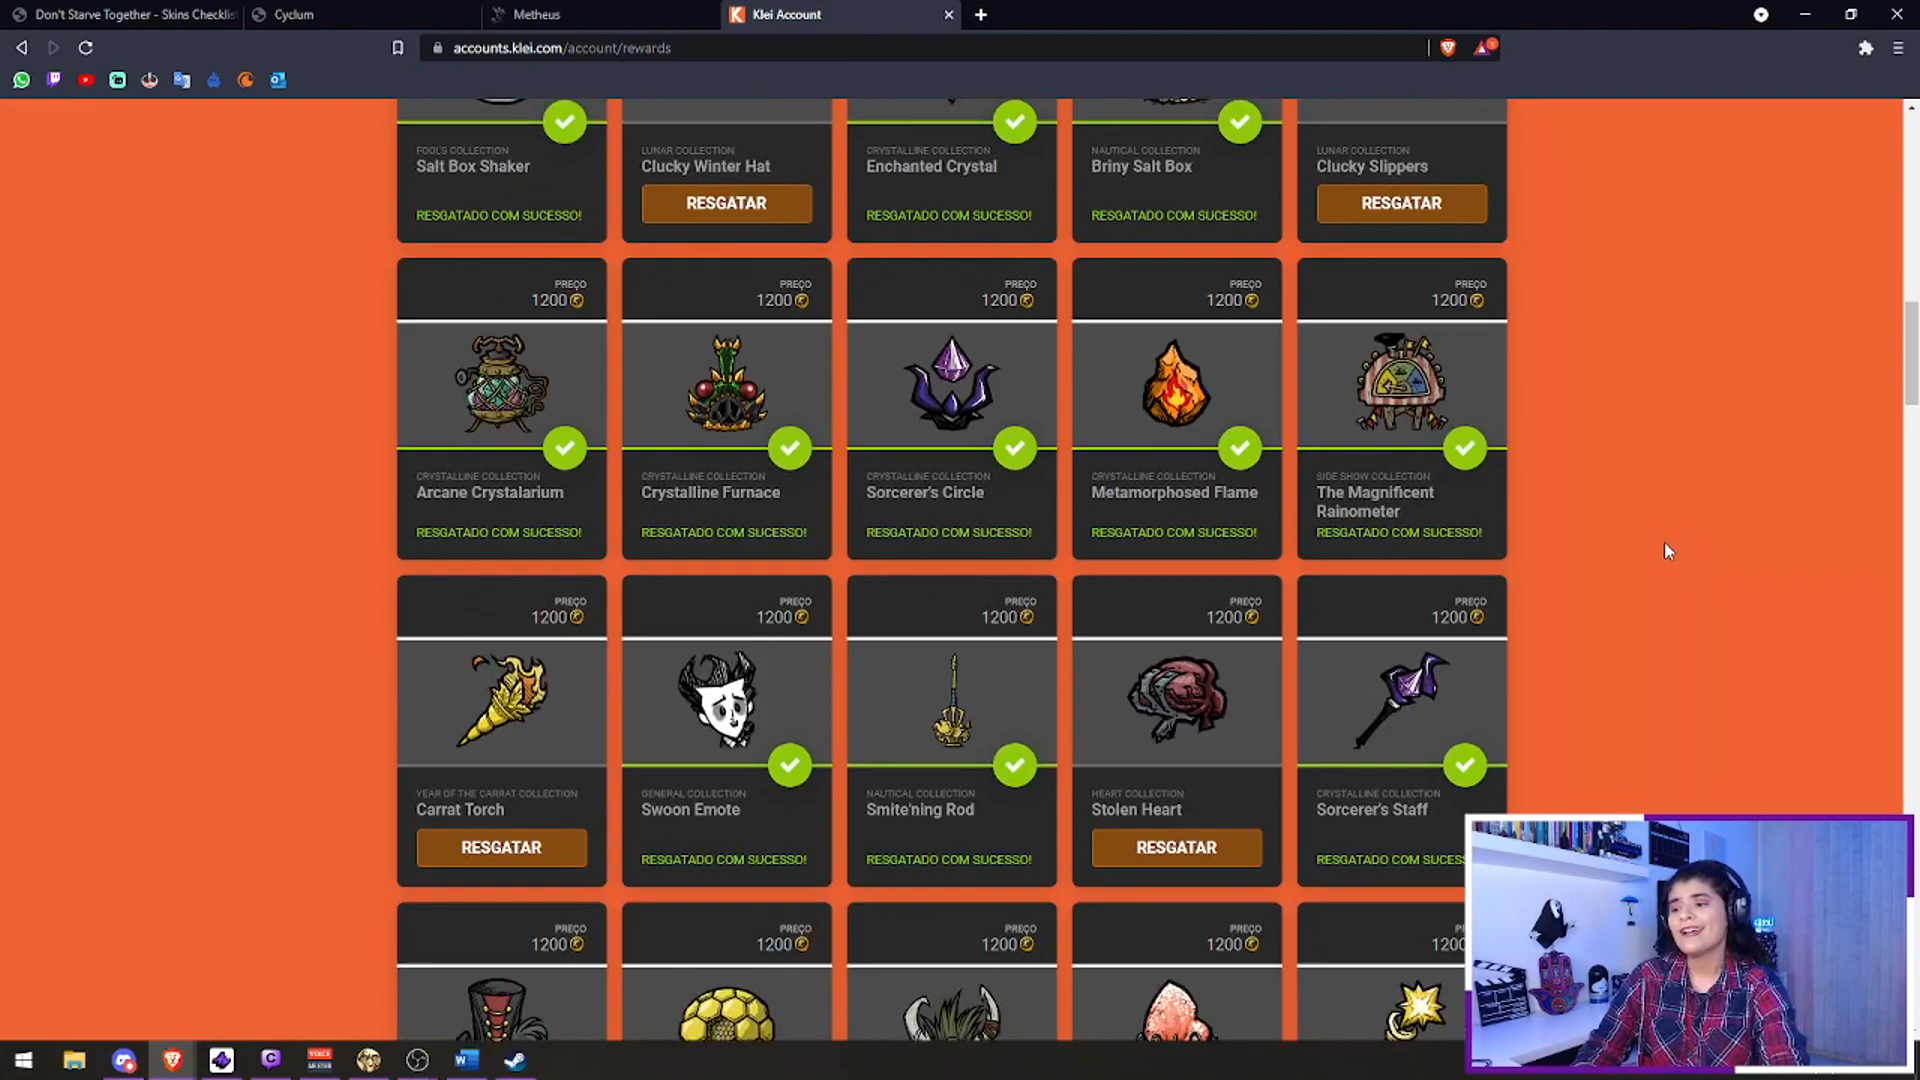 Don't Starve Together - Skins Checklis
Cyclum
Metheus
Klei Account
accounts.klei.com/account/rewards
FOOL'S COLLECTION
Salt Box Shaker
RESGATADO COM SUCESSO!
LUNAR COLLECTION
Clucky Winter Hat
RESGATAR
CRYSTALLINE COLLECTION
Enchanted Crystal
RESGATADO COM SUCESSO!
NAUTICAL COLLECTION
Briny Salt Box
RESGATADO COM SUCESSO!
LUNAR COLLECTION
Clucky Slippers
RESGATAR
PREÇO
1200
CRYSTALLINE COLLECTION
Arcane Crystalarium
RESGATADO COM SUCESSO!
PREÇO
1200
CRYSTALLINE COLLECTION
Crystalline Furnace
RESGATADO COM SUCESSO!
PREÇO
1200
CRYSTALLINE COLLECTION
Sorcerer's Circle
RESGATADO COM SUCESSO!
PREÇO
1200
CRYSTALLINE COLLECTION
Metamorphosed Flame
RESGATADO COM SUCESSO!
PREÇO
1200
SIDE SHOW COLLECTION
The Magnificent
Rainometer
RESGATADO COM SUCESSO!
PREÇO
1200
YEAR OF THE CARRAT COLLECTION
Carrat Torch
RESGATAR
PREÇO
1200
GENERAL COLLECTION
Swoon Emote
RESGATADO COM SUCESSO!
PREÇO
1200
NAUTICAL COLLECTION
Smite'ning Rod
RESGATADO COM SUCESSO!
PREÇO
1200
HEART COLLECTION
Stolen Heart
RESGATAR
PREÇO
1200
CRYSTALLINE COLLECTION
Sorcerer's Staff
RESGATADO COM SUCES
PREÇO
1200
PREÇO
1200
PREÇO
1200
PREÇO
1200
120